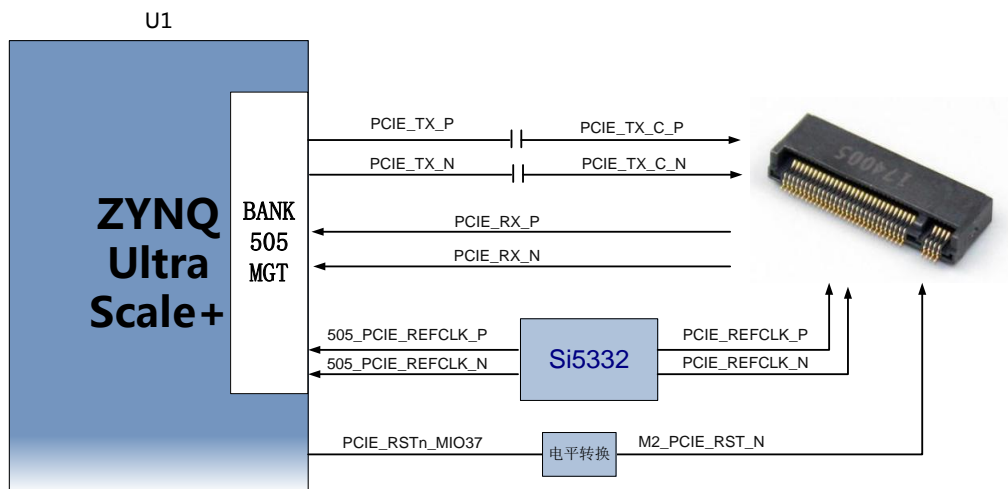 U1
ZYNQ
Ultra
Scale+
BANK
505
MGT
PCIE_TX_P
PCIE_TX_C_P
PCIE_TX_N
PCIE_TX_C_N
PCIE_RX_P
PCIE_RX_N
174005
505_PCIE_REFCLK_P
505_PCIE_REFCLK_N
Si5332
PCIE_REFCLK_P
PCIE_REFCLK_N
PCIE_RSTn_MIO37
电平转换
M2_PCIE_RST_N